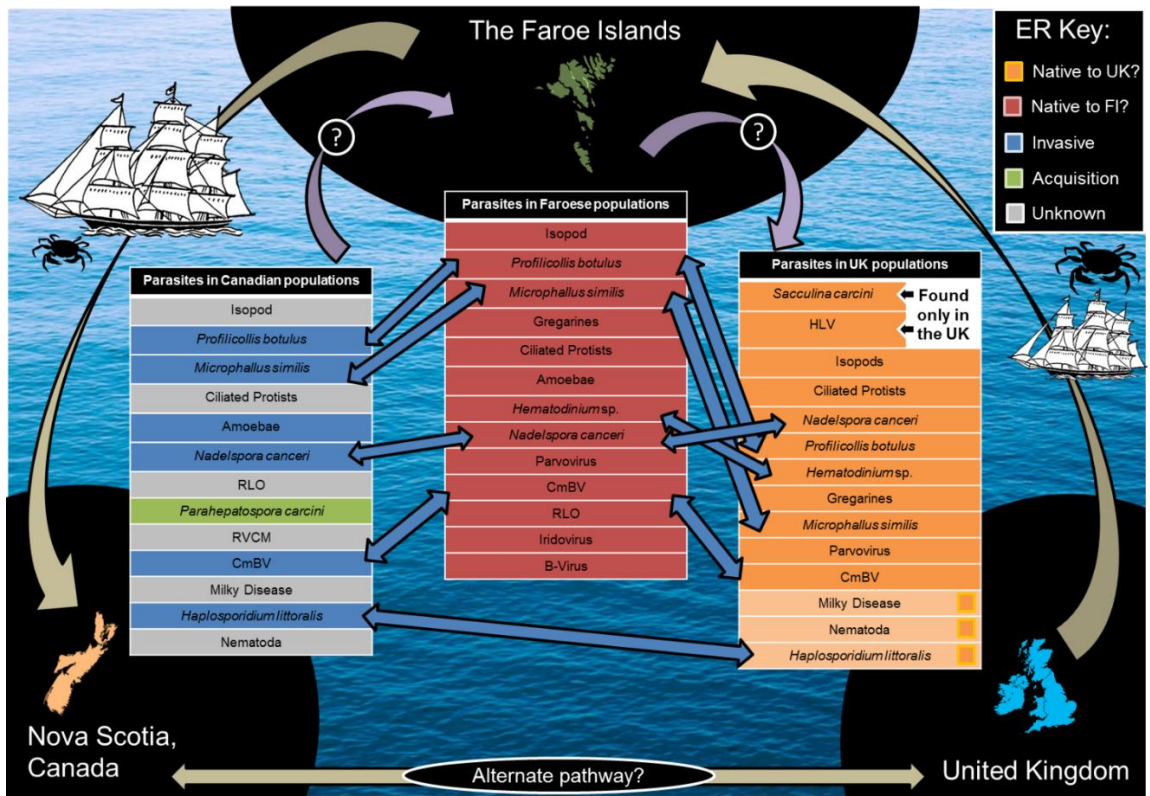 The Faroe Islands
ER Key:
Native to UK?
Native to FI?
Invasive
Acquisition
Unknown
?
?
Parasites in Canadian populations
Isopod
Profilicollis botulus
Microphallus similis
Ciliated Protists
Amoebae
Nadelspora canceri
RLO
Parahepatospora carcini
RVCM
CmBV
Milky Disease
Haplosporidium littoralis
Nematoda
Parasites in Faroese populations
Isopod
Profilicollis botulus
Microphallus similis
Gregarines
Ciliated Protists
Amoebae
Hematodinium sp.
Nadelspora canceri
Parvovirus
CmBV
RLO
Iridovirus
B-Virus
Parasites in UK populations
Sacculina carcini
HLV
Found
only in
the UK
Isopods
Ciliated Protists
Nadelspora canceri
Profilicollis botulus
Hematodinium sp.
Gregarines
Microphallus similis
Parvovirus
CmBV
Milky Disease
Nematoda
Haplosporidium littoralis
Nova Scotia,
Canada
Alternate pathway?
United Kingdom